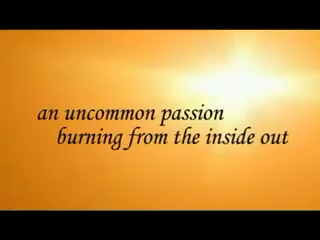 an uncommon passion
burning from the inside out